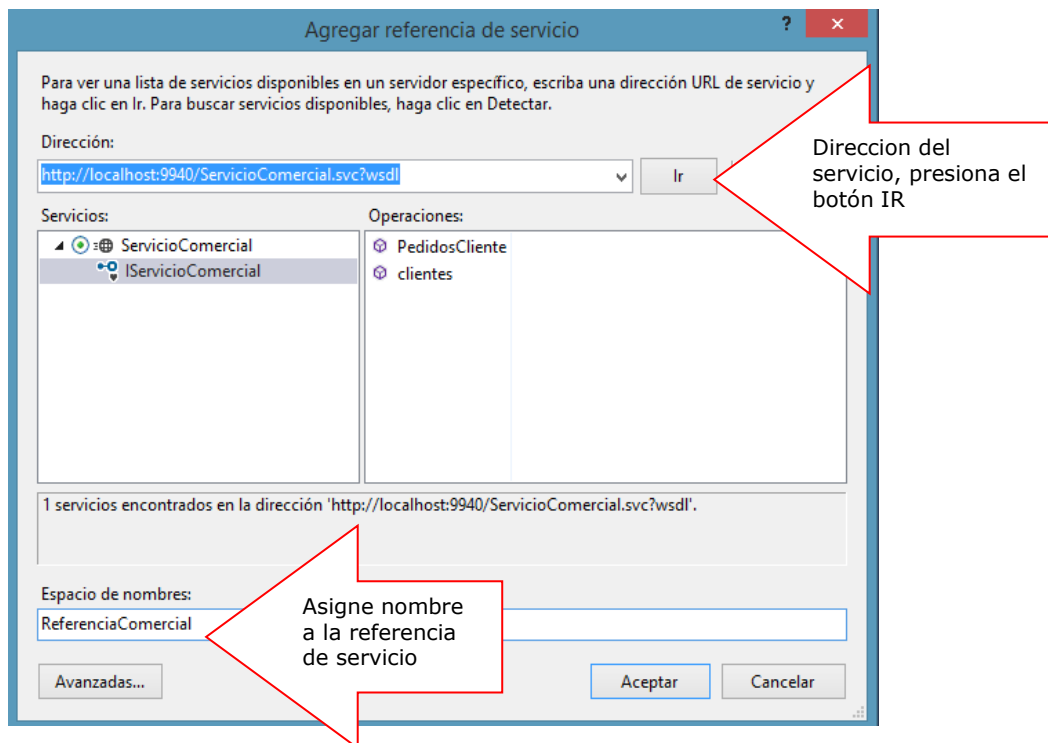 Agregar referencia de servicio
?
Para ver una lista de servicios disponibles en un servidor específico, escriba una dirección URL de servicio y
haga clic en Ir. Para buscar servicios disponibles, haga clic en Detectar.
Dirección:
http://localhost:9940/ServicioComercial.svc?wsdl
Ir
Direccion del
servicio, presiona el
botón IR
Servicios:
Operaciones:
ServicioComercial
IServicioComercial
PedidosCliente
clientes
1 servicios encontrados en la dirección 'http://localhost:9940/ServicioComercial.svc?wsdl'.
Espacio de nombres:
ReferenciaComercial
Asigne nombre
a la referencia
de servicio
Avanzadas...
Aceptar
Cancelar